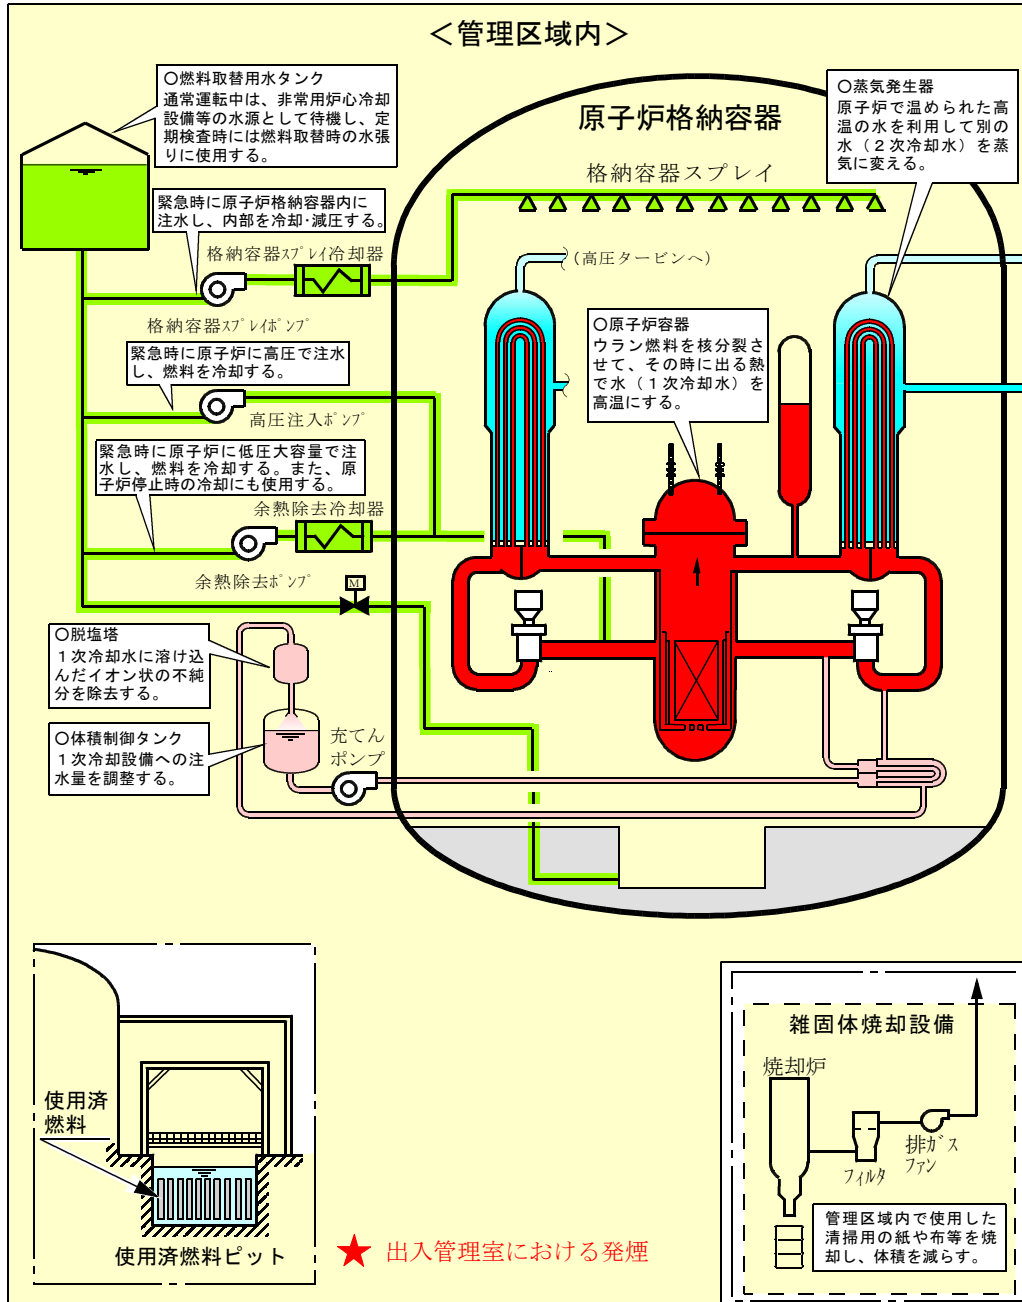 ＜管理区域内＞
○燃料取替用水タンク
通常運転中は、非常用炉心冷却
設備等の水源として待機し、定
期検査時には燃料取替時の水張
りに使用する。
原子炉格納容器
○蒸気発生器
原子炉で温められた高
温の水を利用して別の
水（２次冷却水）を蒸
気に変える。
格納容器スプレイ
緊急時に原子炉格納容器内に
注水し、内部を冷却･減圧する。
格納容器ｽﾌﾟﾚｲ冷却器
（高圧タービンへ）
格納容器ｽﾌﾟﾚｲﾎﾟﾝﾌﾟ
○原子炉容器
ウラン燃料を核分裂さ
せて、その時に出る熱
で水（１次冷却水）を
高温にする。
緊急時に原子炉に高圧で注水
し、燃料を冷却する。
高圧注入ﾎﾟﾝﾌﾟ
緊急時に原子炉に低圧大容量で注
水し、燃料を冷却する。また、原
子炉停止時の冷却にも使用する。
余熱除去冷却器
余熱除去ﾎﾟﾝﾌﾟ
M
○脱塩塔
１次冷却水に溶け込
んだイオン状の不純
分を除去する。
○体積制御タンク
１次冷却設備への注
水量を調整する。
充てん
ポンプ
使用済
燃料
使用済燃料ピット
★ 出入管理室における発煙
雑固体焼却設備
焼却炉
フィルタ
排ｶﾞｽ
ファン
管理区域内で使用した
清掃用の紙や布等を焼
却し、体積を減らす。